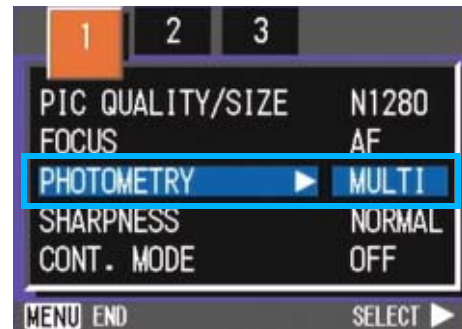 1 2 3
PIC QUALITY/SIZE N1280
FOCUS AF
PHOTOMETRY ▶ MULTI
SHARPNESS NORMAL
CONT. MODE OFF
MENU END SELECT ▶